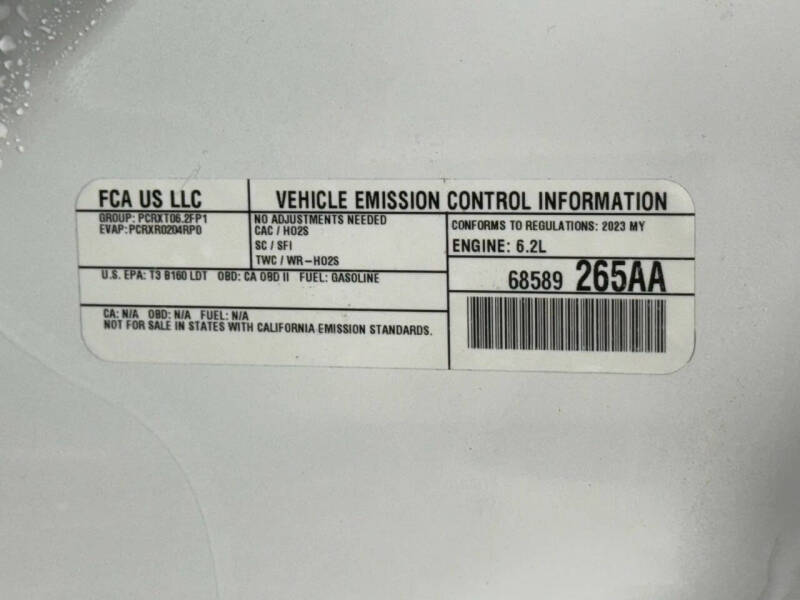 FCA US LLC
VEHICLE EMISSION CONTROL INFORMATION
GROUP: PCRXT06.2FP1
EVAP:PCRXR0204RP0
NO ADJUSTMENTS NEEDED
CAC / HO2S
SC / SFI
TWC / WR-HO2S
CONFORMS TO REGULATIONS: 2023 MY
ENGINE: 6.2L
U.S. EPA: T3 B160 LDT OBD: CA OBD II FUEL: GASOLINE
68589 265AA
CA: N/A OBD: N/A FUEL: N/A
NOT FOR SALE IN STATES WITH CALIFORNIA EMISSION STANDARDS.